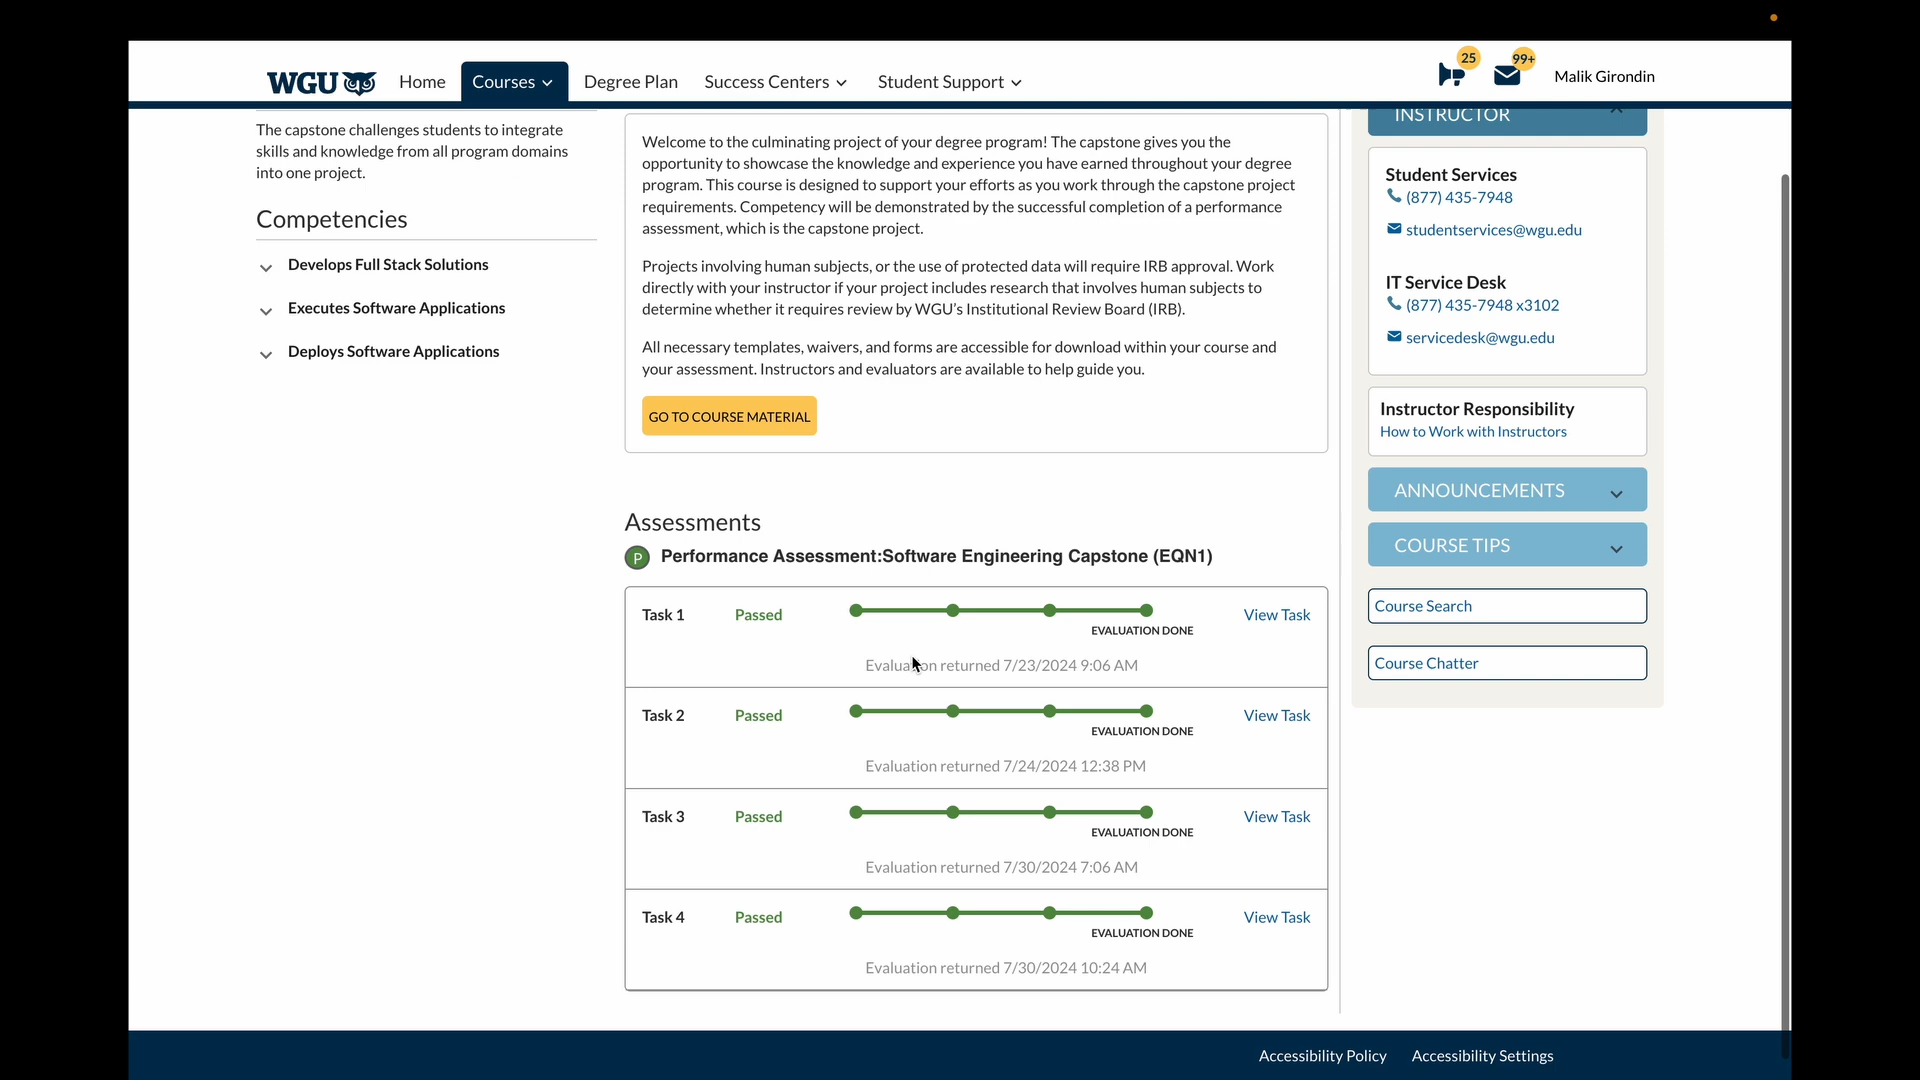 WGU
Home
Courses
Degree Plan
Success Centers
Student Support
25
99+
Malik Girondin
The capstone challenges students to integrate
skills and knowledge from all program domains
into one project.
Competencies
Develops Full Stack Solutions
Executes Software Applications
Deploys Software Applications
Welcome to the culminating project of your degree program! The capstone gives you the
opportunity to showcase the knowledge and experience you have earned throughout your degree
program. This course is designed to support your efforts as you work through the capstone project
requirements. Competency will be demonstrated by the successful completion of a performance
assessment, which is the capstone project.
Projects involving human subjects, or the use of protected data will require IRB approval. Work
directly with your instructor if your project includes research that involves human subjects to
determine whether it requires review by WGU’s Institutional Review Board (IRB).
All necessary templates, waivers, and forms are accessible for download within your course and
your assessment. Instructors and evaluators are available to help guide you.
GO TO COURSE MATERIAL
Assessments
P Performance Assessment:Software Engineering Capstone (EQN1)
Task 1 Passed View Task
EVALUATION DONE
Evaluation returned 7/23/2024 9:06 AM
Task 2 Passed View Task
EVALUATION DONE
Evaluation returned 7/24/2024 12:38 PM
Task 3 Passed View Task
EVALUATION DONE
Evaluation returned 7/30/2024 7:06 AM
Task 4 Passed View Task
EVALUATION DONE
Evaluation returned 7/30/2024 10:24 AM
INSTRUCTOR
Student Services
(877) 435-7948
studentservices@wgu.edu
IT Service Desk
(877) 435-7948 x3102
servicedesk@wgu.edu
Instructor Responsibility
How to Work with Instructors
ANNOUNCEMENTS
COURSE TIPS
Course Search
Course Chatter
Accessibility Policy
Accessibility Settings